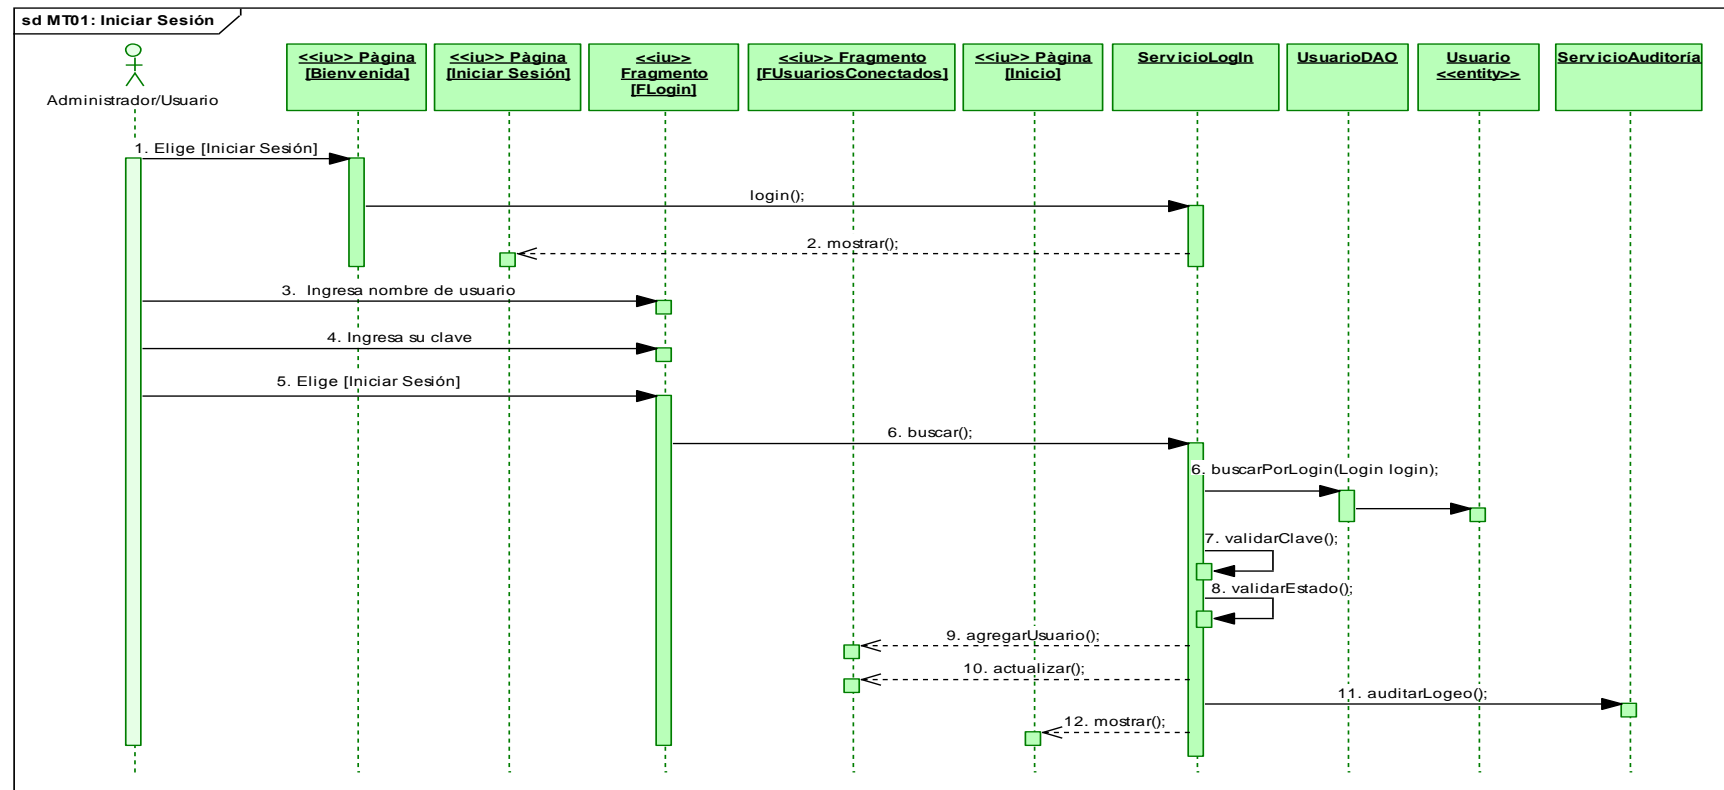 sd MT01: Iniciar Sesión
Administrador/Usuario
<<iu>> Pàgina
[Bienvenida]
<<iu>> Pàgina
[Iniciar Sesión]
<<iu>>
Fragmento
[FLogin]
<<iu>> Fragmento
[FUsuariosConectados]
<<iu>> Pàgina
[Inicio]
ServicioLogIn
UsuarioDAO
Usuario
<<entity>>
ServicioAuditoría
1. Elige [Iniciar Sesión]
login();
2. mostrar();
3. Ingresa nombre de usuario
4. Ingresa su clave
5. Elige [Iniciar Sesión]
6. buscar();
6. buscarPorLogin(Login login);
7. validarClave();
8. validarEstado();
9. agregarUsuario();
10. actualizar();
11. auditarLogeo();
12. mostrar();